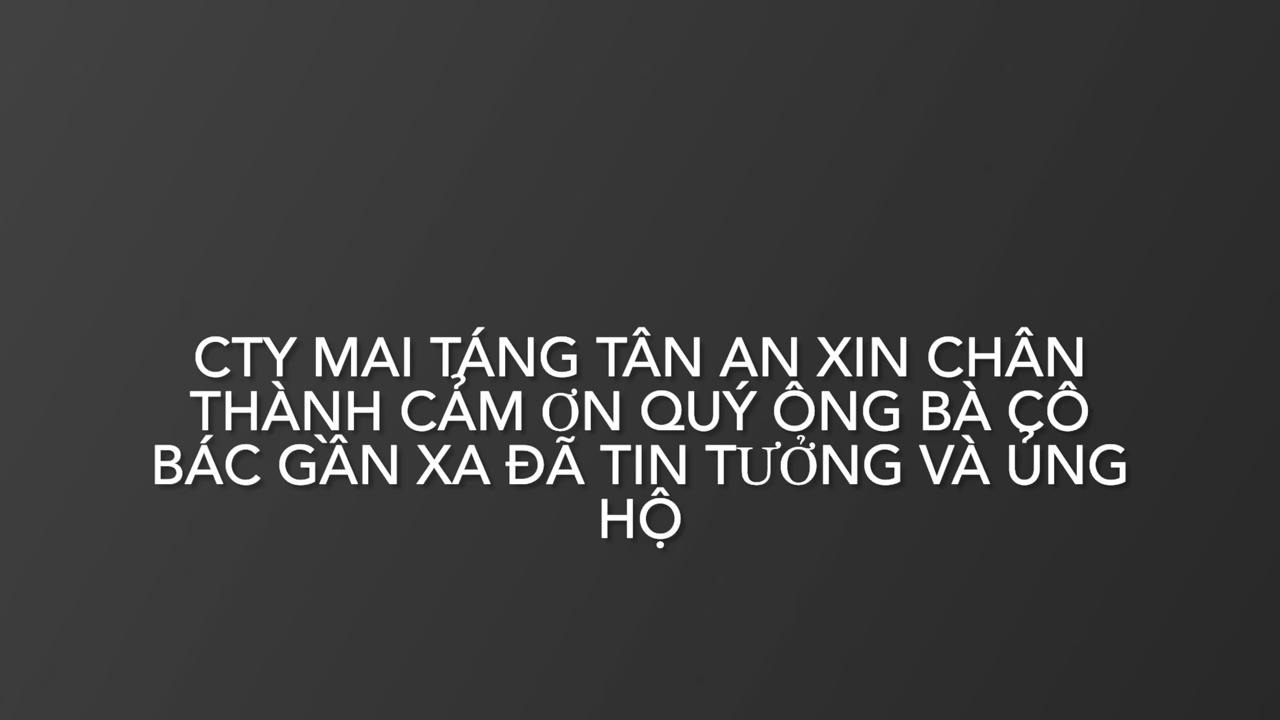 CTY MAI TÁNG TÂN AN XIN CHÂN
THÀNH CẢM ƠN QUÝ ÔNG BÀ CÔ
BÁC GẦN XA ĐÃ TIN TƯỞNG VÀ ỦNG
HỘ